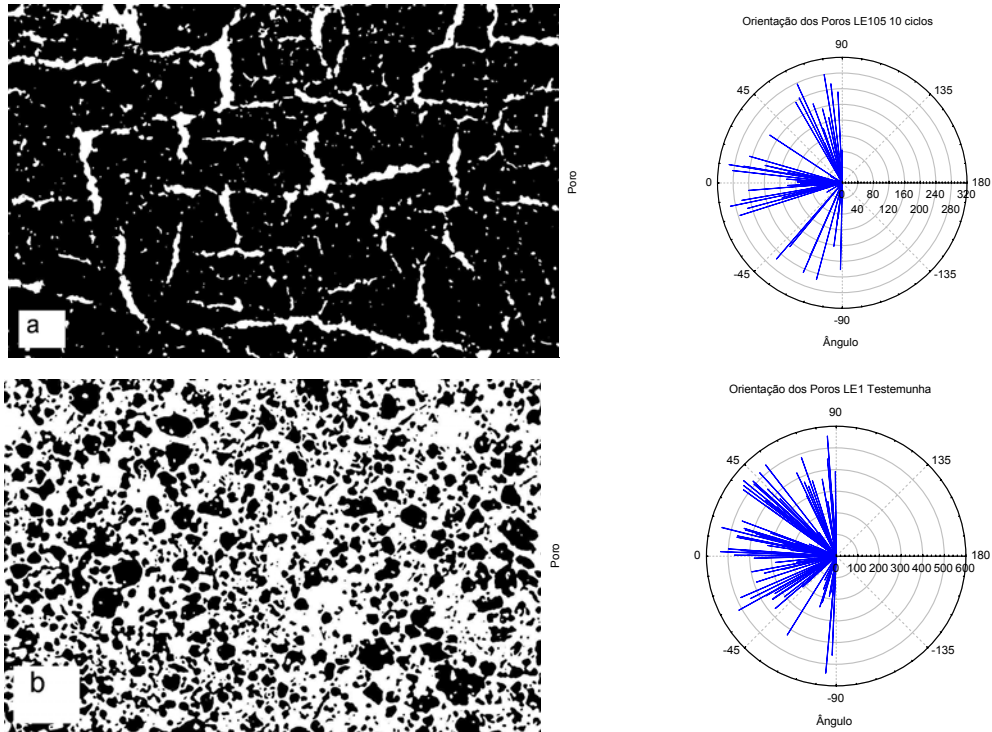 a
Orientação dos Poros LE105 10 ciclos
90
45
135
Poro
0
180
0 80 160 240 320
40 120 200 280
-45
-135
-90
Ângulo
b
Orientação dos Poros LE1 Testemunha
90
45
135
Poro
0
180
0 100 200 300 400 500 600
-45
-135
-90
Ângulo